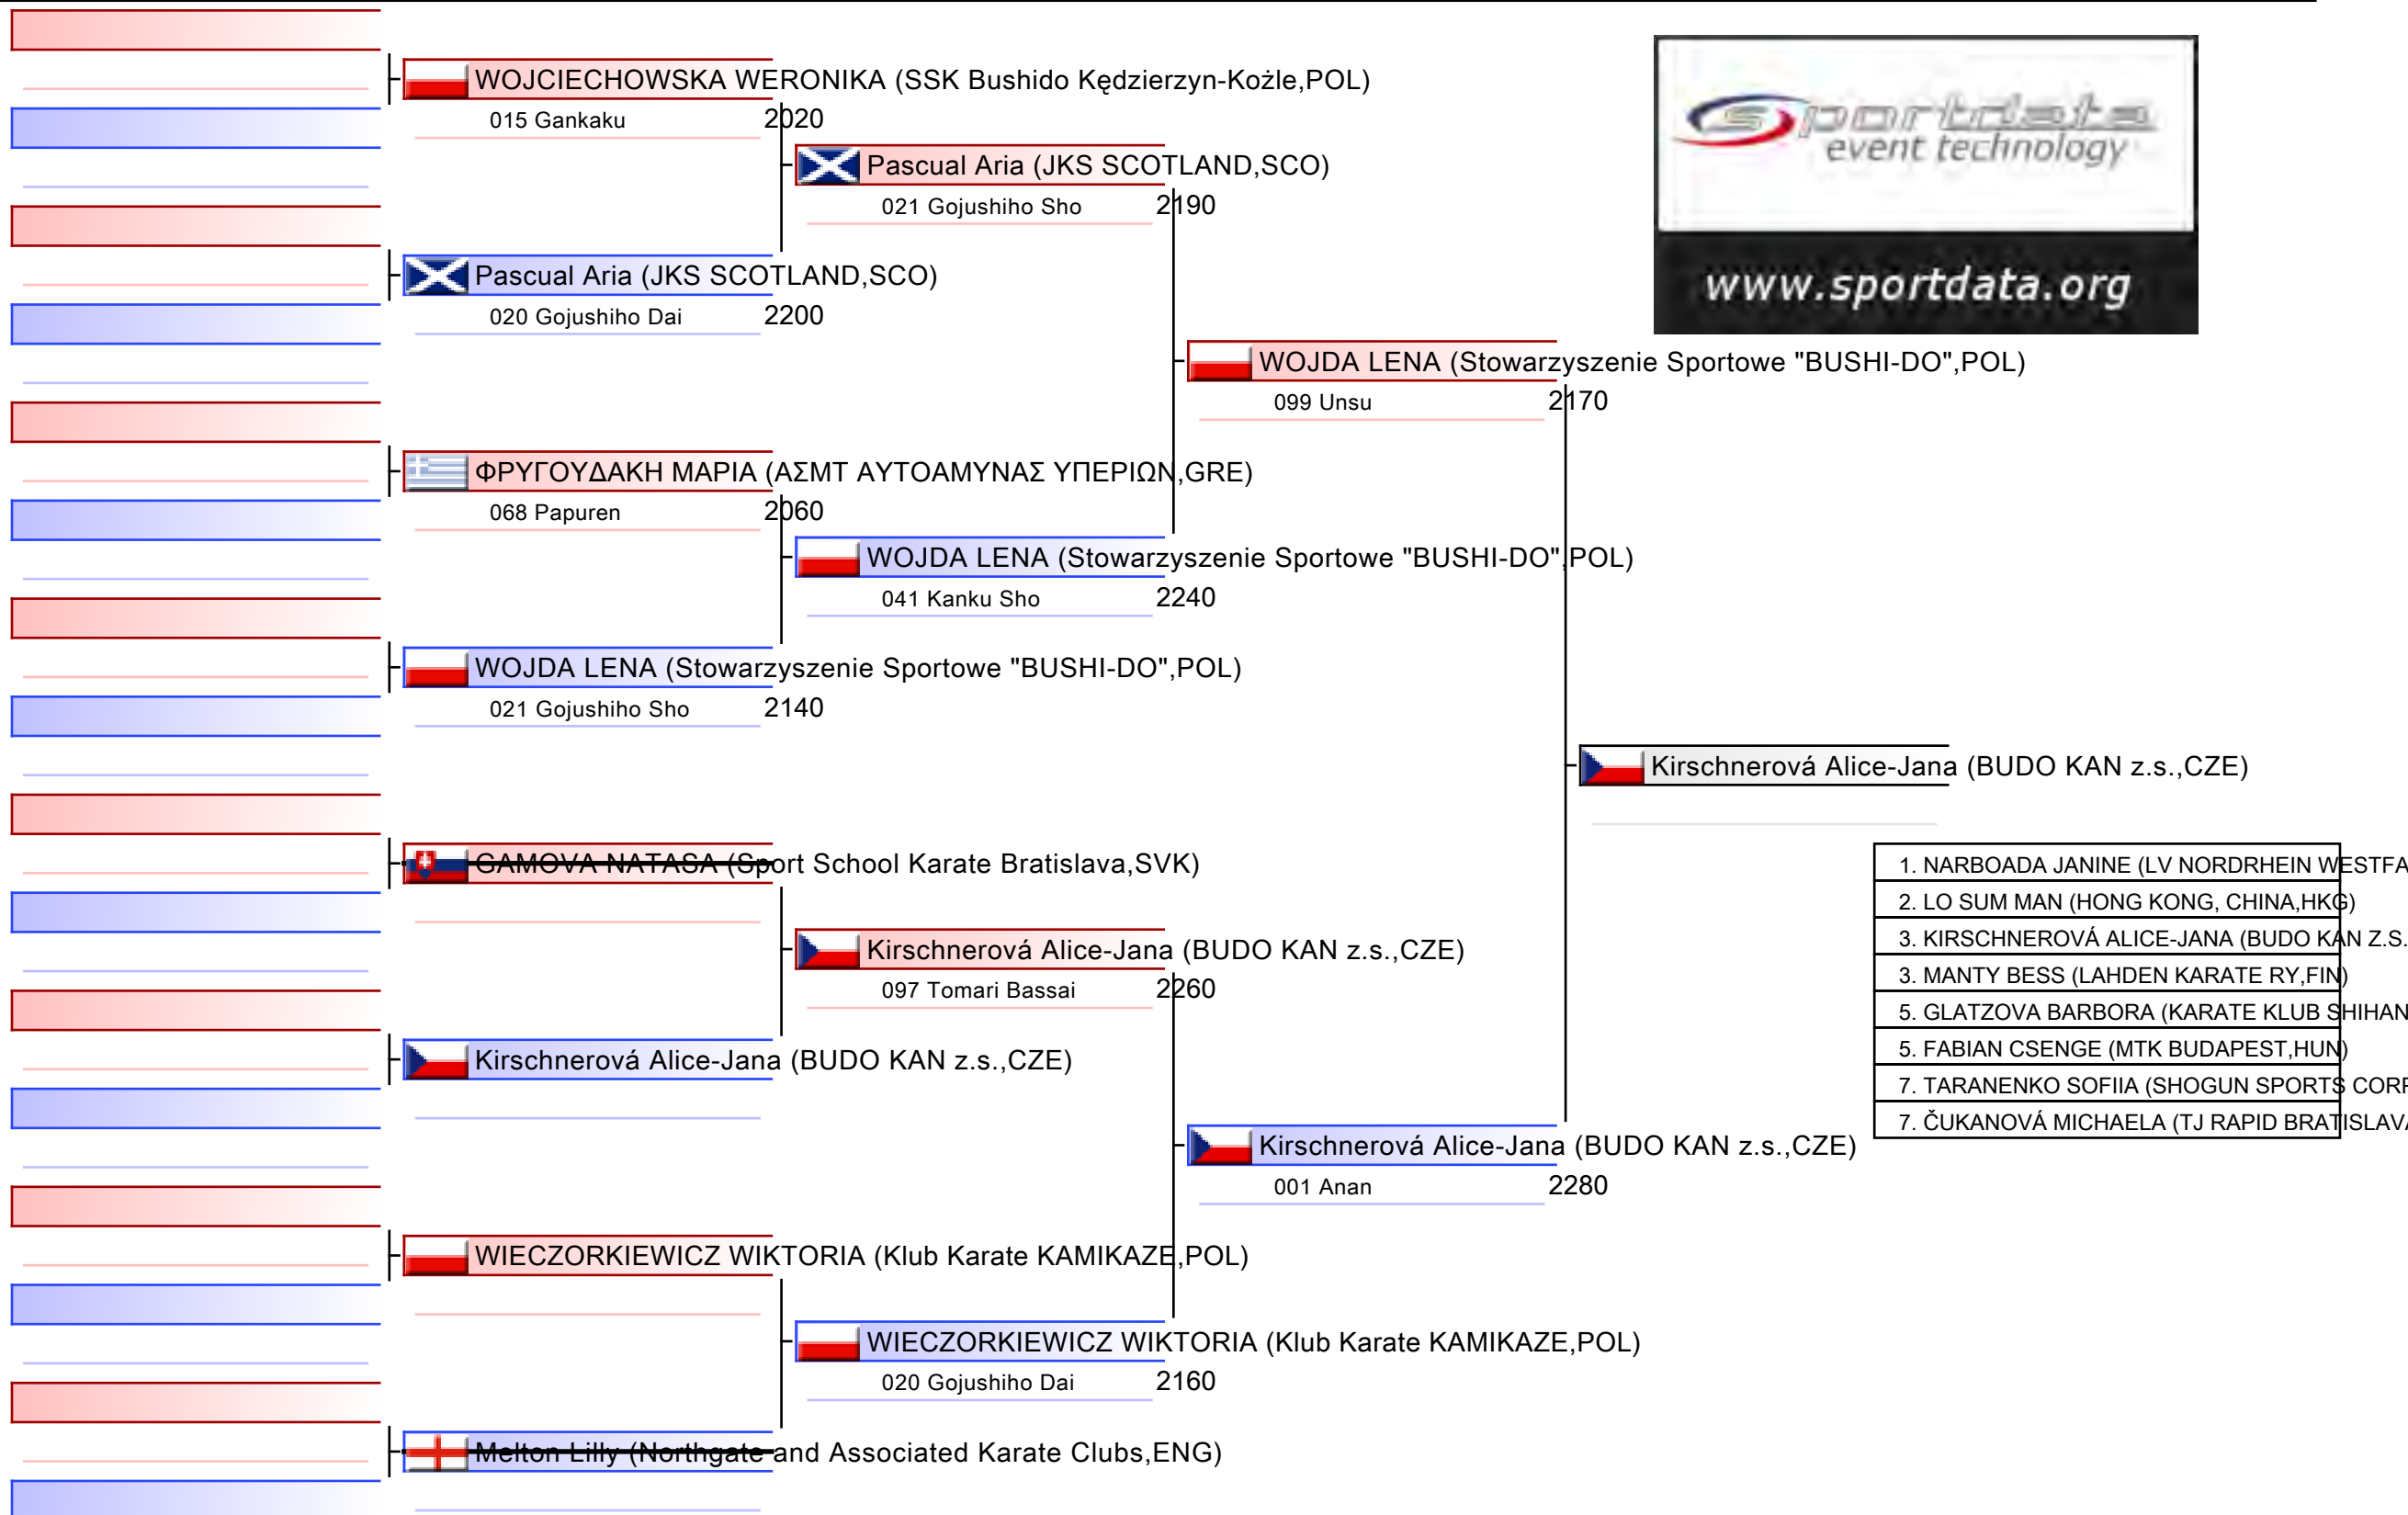 WOJCIECHOWSKA WERONIKA (SSK Bushido Kędzierzyn-Koźle,POL)
015 Gankaku 2020
sportdata
event technology
www.sportdata.org
Pascual Aria (JKS SCOTLAND,SCO)
021 Gojushiho Sho 2190
Pascual Aria (JKS SCOTLAND,SCO)
020 Gojushiho Dai 2200
WOJDA LENA (Stowarzyszenie Sportowe "BUSHI-DO",POL)
099 Unsu 2170
ΦΡΥΓΟΥΔΑΚΗ ΜΑΡΙΑ (ΑΣΜΤ ΑΥΤΟΑΜΥΝΑΣ ΥΠΕΡΙΩΝ,GRE)
068 Papuren 2060
WOJDA LENA (Stowarzyszenie Sportowe "BUSHI-DO",POL)
041 Kanku Sho 2240
WOJDA LENA (Stowarzyszenie Sportowe "BUSHI-DO",POL)
021 Gojushiho Sho 2140
Kirschnerová Alice-Jana (BUDO KAN z.s.,CZE)
GAMOVA NATASA (Sport School Karate Bratislava,SVK)
Kirschnerová Alice-Jana (BUDO KAN z.s.,CZE)
097 Tomari Bassai 2260
Kirschnerová Alice-Jana (BUDO KAN z.s.,CZE)
1. NARBOADA JANINE (LV NORDRHEIN WESTFA
2. LO SUM MAN (HONG KONG, CHINA,HKG)
3. KIRSCHNEROVÁ ALICE-JANA (BUDO KAN Z.S.
3. MANTY BESS (LAHDEN KARATE RY,FIN)
5. GLATZOVA BARBORA (KARATE KLUB SHIHAN
5. FABIAN CSENGE (MTK BUDAPEST,HUN)
7. TARANENKO SOFIIA (SHOGUN SPORTS CORP
7. ČUKANOVÁ MICHAELA (TJ RAPID BRATISLAVA
Kirschnerová Alice-Jana (BUDO KAN z.s.,CZE)
001 Anan 2280
WIECZORKIEWICZ WIKTORIA (Klub Karate KAMIKAZE,POL)
WIECZORKIEWICZ WIKTORIA (Klub Karate KAMIKAZE,POL)
020 Gojushiho Dai 2160
Melton Lilly (Northgate and Associated Karate Clubs,ENG)